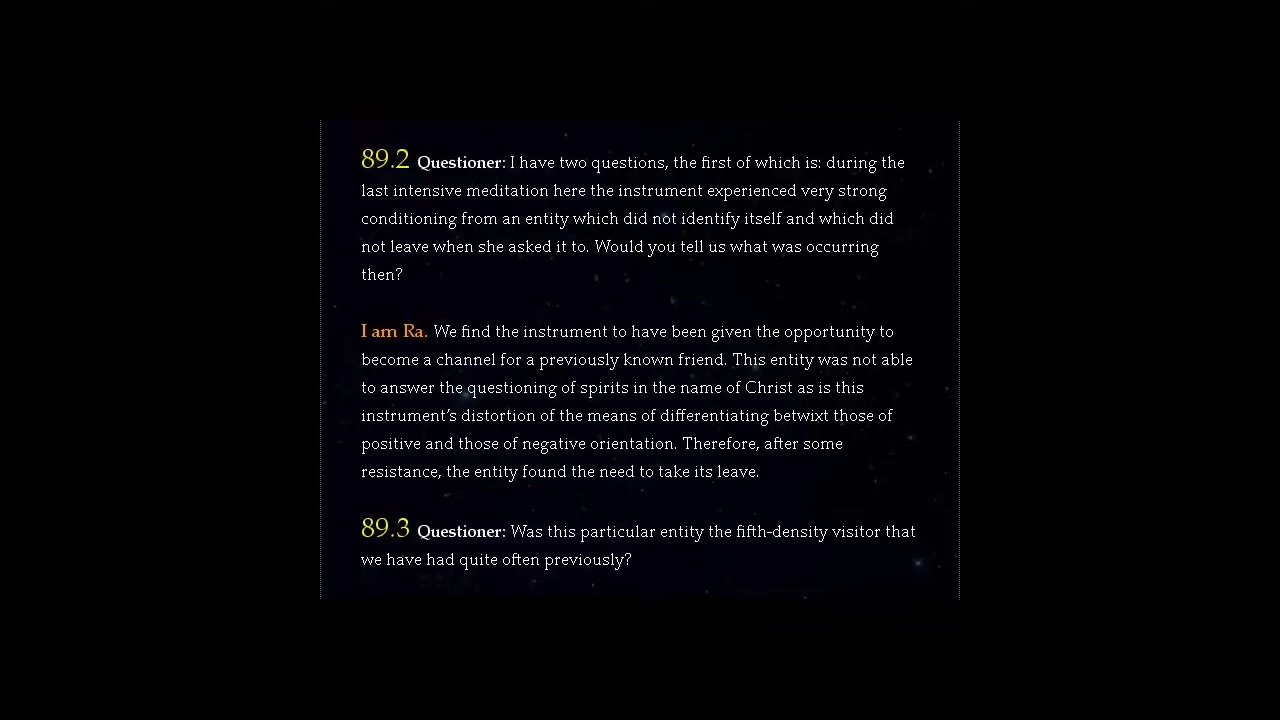 89.2 Questioner: I have two questions, the first of which is: during the
last intensive meditation here the instrument experienced very strong
conditioning from an entity which did not identify itself and which did
not leave when she asked it to. Would you tell us what was occurring
then?
I am Ra. We find the instrument to have been given the opportunity to
become a channel for a previously known friend. This entity was not able
to answer the questioning of spirits in the name of Christ as is this
instrument’s distortion of the means of differentiating betwixt those of
positive and those of negative orientation. Therefore, after some
resistance, the entity found the need to take its leave.
89.3 Questioner: Was this particular entity the fifth-density visitor that
we have had quite often previously?